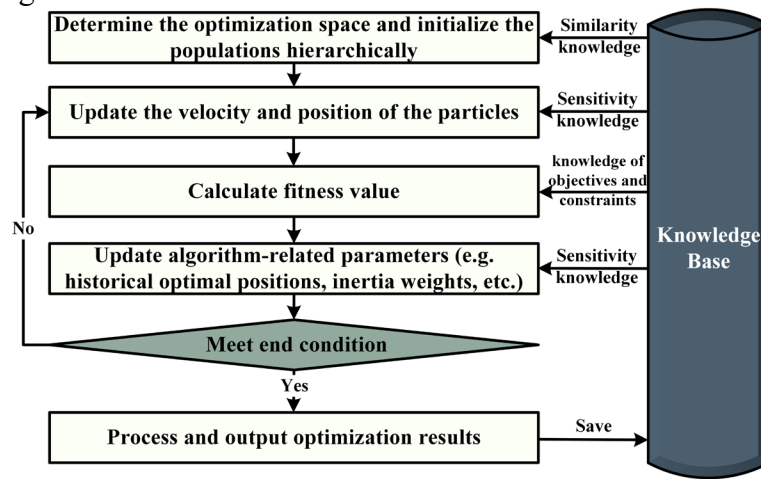 Determine the optimization space and initialize the
populations hierarchically
Similarity
knowledge
Update the velocity and position of the particles
Sensitivity
knowledge
Calculate fitness value
knowledge of
objectives and
constraints
No
Knowledge
Base
Update algorithm-related parameters (e.g.
historical optimal positions, inertia weights, etc.)
Sensitivity
knowledge
Meet end condition
Yes
Process and output optimization results
Save